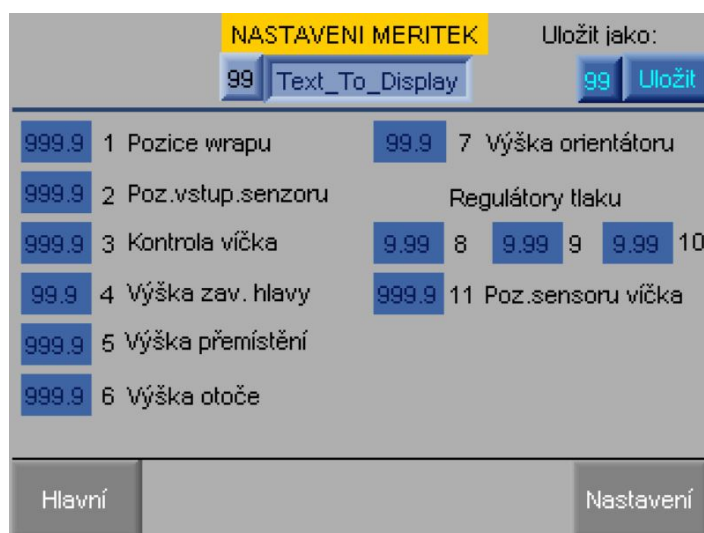 NASTAVENI MERITEK
Uložit jako:
99 Text_To_Display
99 Uložit
999.9 1 Pozice wrapu
99.9 7 Výška orientátoru
999.9 2 Poz.vstup.senzoru
Regulátory tlaku
999.9 3 Kontrola víčka
9.99 8 9.99 9 9.99 10
99.9 4 Výška zav. hlavy
999.9 11 Poz.sensoru víčka
999.9 5 Výška přemístění
999.9 6 Výška otoče
Hlavní
Nastavení